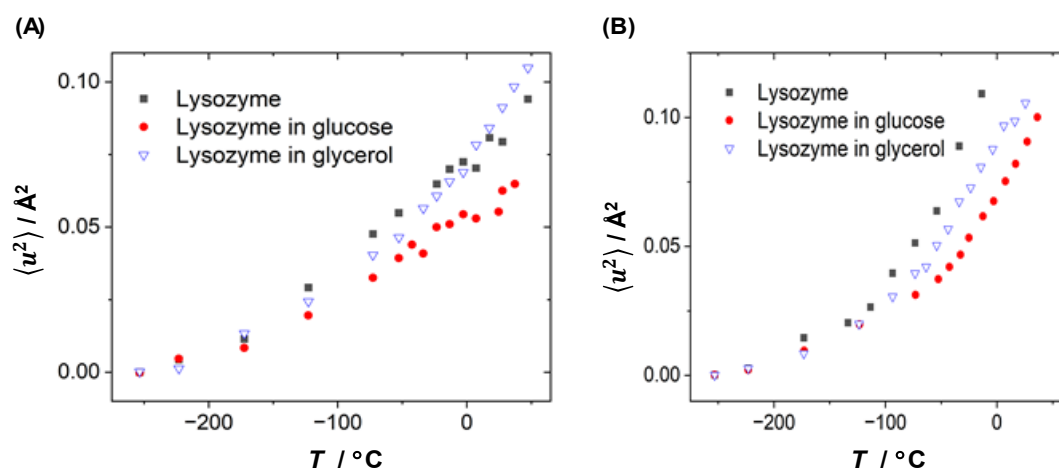 (A)
⟨u²⟩ / Å²
0.10
0.05
0.00
Lysozyme
Lysozyme in glucose
Lysozyme in glycerol
−200
−100
0
T / °C
(B)
⟨u²⟩ / Å²
0.10
0.05
0.00
Lysozyme
Lysozyme in glucose
Lysozyme in glycerol
−200
−100
0
T / °C